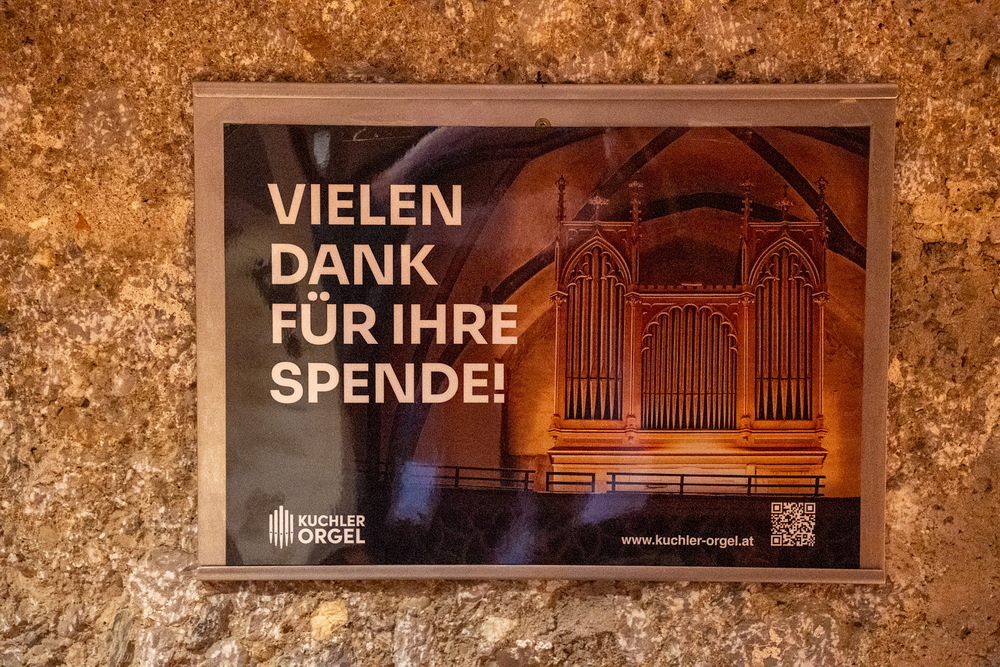 VIELEN
DANK
FÜR IHRE
SPENDE!
KUCHLER
ORGEL
www.kuchler-orgel.at